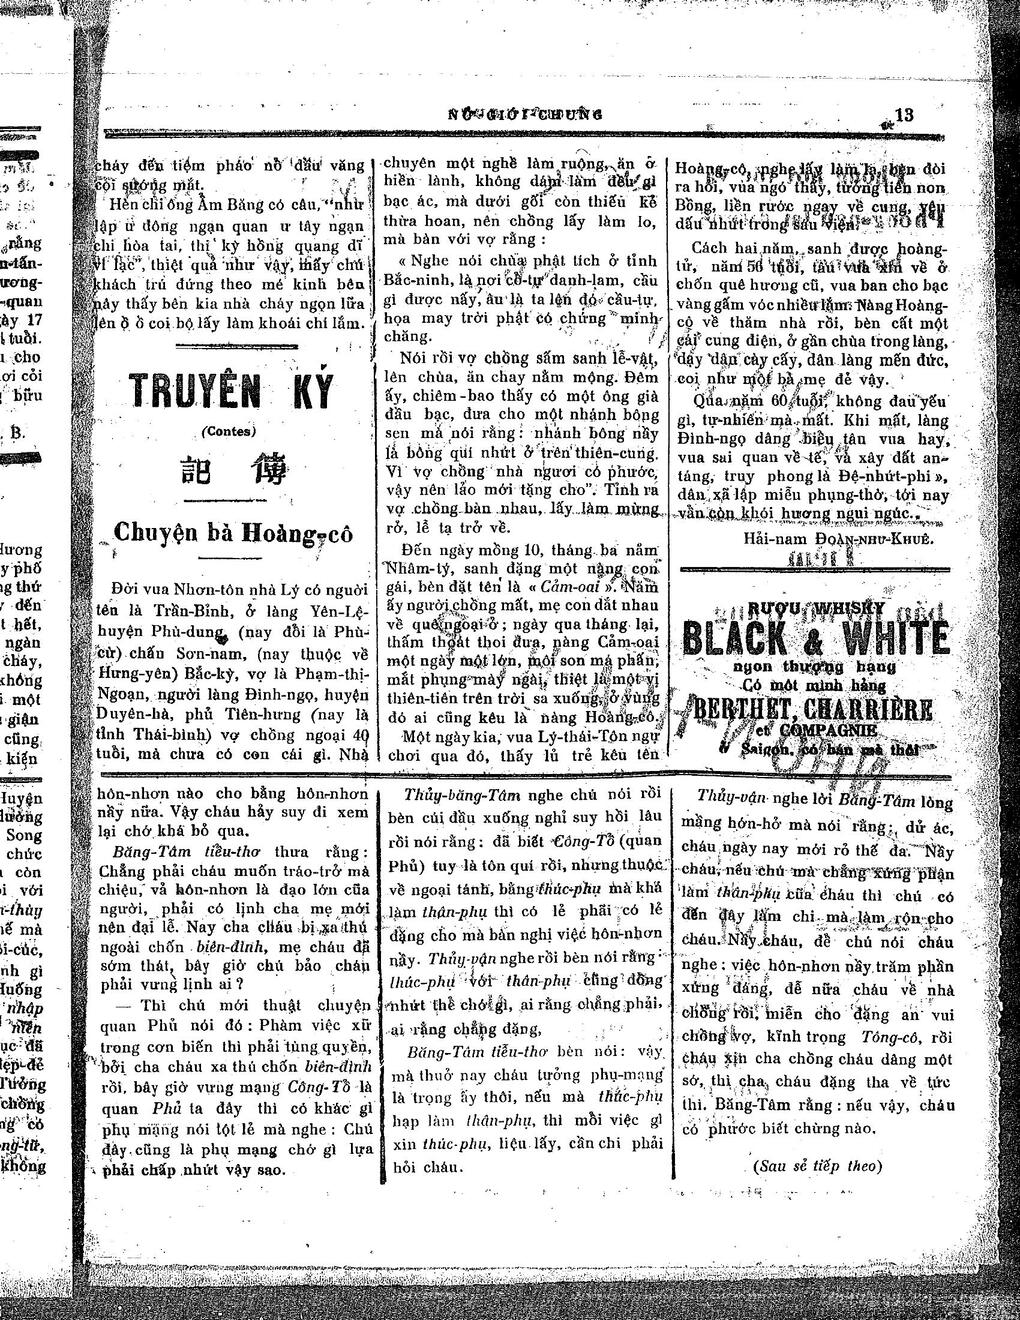 NỮ-GIỚI-CHUNG
13
cháy đến tiệm pháo nổ dầu văng
cội sướng mắt.
Hèn chi ông Ẩm Băng có câu, "như
lập ư đông ngạn quan ư tây ngạn
chi hỏa tai, thị kỳ hồng quang dĩ
vi lạc", thiệt quả như vậy, mấy chú
khách trú đứng theo mé kinh bên
này thấy bên kia nhà cháy ngọn lửa
lên ồ ồ coi bộ lấy làm khoái chí lắm.
TRUYÊN KỲ
(Contes)
記 傳
Chuyện bà Hoàng-cô
Đời vua Nhơn-tôn nhà Lý có người
tên là Trần-Bình, ở làng Yên-Lệ-
huyện Phù-dung, (nay đổi là Phù-
cừ) chấn Sơn-nam, (nay thuộc về
Hưng-yên) Bắc-kỳ, vợ là Phạm-thị-
Ngoạn, người làng Đình-ngọ, huyện
Duyên-hà, phủ Tiên-hưng (nay là
tỉnh Thái-bình) vợ chồng ngoại 40
tuổi, mà chưa có con cái gì. Nhà
chuyên một nghề làm ruộng, ăn ở
hiền lành, không dám làm đều gì
bạc ác, mà dưới gối còn thiếu kẻ
thừa hoan, nên chồng lấy làm lo,
mà bàn với vợ rằng :
« Nghe nói chùa phật tích ở tỉnh
Bắc-ninh, là nơi cổ-tự danh-lam, cầu
gì được nấy, âu là ta lên đó cầu-tự,
họa may trời phật có chứng minh
chăng.
Nói rồi vợ chồng sấm sanh lễ-vật,
lên chùa, ăn chay nằm mộng. Đêm
ấy, chiêm-bao thấy có một ông già
đầu bạc, đưa cho một nhánh bông
sen mà nói rằng : nhánh bông nầy
là bông quí nhứt ở trên thiên-cung.
Vì vợ chồng nhà ngươi có phước,
vậy nên lão mới tặng cho". Tỉnh ra
vợ chồng bàn nhau, lấy làm mừng
rở, lể tạ trở về.
Đến ngày mồng 10, tháng ba năm
Nhâm-tý, sanh đặng một nàng con
gái, bèn đặt tên là « Cảm-oai ». Năm
ấy người chồng mất, mẹ con dắt nhau
về quê ngoại ở ; ngày qua tháng lại,
thấm thoát thoi đưa, nàng Cảm-oai
một ngày một lớn, môi son má phấn,
mắt phụng mày ngài, thiệt là một vị
thiên-tiên trên trời sa xuống, ở vùng
đó ai cũng kêu là nàng Hoàng-cô.
Một ngày kia, vua Lý-thái-Tôn ngự
chơi qua đó, thấy lủ trẻ kêu tên
Hoàng-cô, nghe lấy làm lạ, bèn đòi
ra hỏi, vua ngó thấy, tưởng tiên non
Bồng, liền rước ngay về cung, yêu
dấu nhứt trong sáu viện.
Cách hai năm, sanh được hoàng-
tử, năm 56 tuổi, tâu vua xin về ở
chốn quê hương cũ, vua ban cho bạc
vàng gấm vóc nhiều lắm. Nàng Hoàng-
cô về thăm nhà rồi, bèn cất một
cái cung điện, ở gần chùa trong làng,
dậy dân cày cấy, dân làng mến đức,
coi như một bà mẹ đẻ vậy.
Qua năm 60 tuổi, không đau yếu
gì, tự-nhiên mà mất. Khi mất, làng
Đình-ngọ dâng biểu tâu vua hay,
vua sai quan về tế, và xây đất an-
táng, truy phong là Đệ-nhứt-phi »,
dân xã lập miễu phụng-thờ, tới nay
vẫn còn khói hương ngui ngúc..
Hải-nam ĐOÀN-NHƯ-KHUÊ.
RƯỢU WHISKY
BLACK & WHITE
ngon thượng hạng
Có một mình hãng
BERTHET, CHARRIÈRE
et COMPAGNIE
ở Saigon, có bán mà thôi
hôn-nhơn nào cho bằng hôn-nhơn
nầy nữa. Vậy cháu hảy suy đi xem
lại chớ khá bỏ qua.
Băng-Tâm tiểu-thơ thưa rằng :
Chẳng phải cháu muốn tráo-trở mà
chiệu, vả hôn-nhơn là đạo lớn của
người, phải có lịnh cha mẹ mới
nên đại lể. Nay cha cháu bị xa thú
ngoài chốn biên-đình, mẹ cháu đã
sớm thát, bây giờ chú bảo cháu
phải vưng lịnh ai ?
— Thì chú mới thuật chuyện
quan Phủ nói đó : Phàm việc xử
trong cơn biến thì phải tùng quyền,
bởi cha cháu xa thú chốn biên-đình
rồi, bây giờ vưng mạng Công-Tổ là
quan Phủ ta đây thì có khác gì
phụ mạng nói tột lẻ mà nghe : Chú
đây cũng là phụ mạng chớ gì lựa
phải chấp nhứt vậy sao.
Thủy-băng-Tâm nghe chú nói rồi
bèn cúi đầu xuống nghỉ suy hồi lâu
rồi nói rằng : đã biết Công-Tổ (quan
Phủ) tuy là tôn quí rồi, nhưng thuộc
về ngoại tánh, bằng thúc-phụ mà khá
làm thân-phụ thì có lẻ phải có lẻ
dặng cho mà bàn nghị việc hôn-nhơn
nầy. Thủy-vận nghe rồi bèn nói rằng
thúc-phụ với thân-phụ cũng đồng
nhứt thể chớ gì, ai rằng chẳng phải,
ai rằng chẳng dặng,
Băng-Tâm tiểu-thơ bèn nói : vậy
mà thuở nay cháu tưởng phụ-mạng
là trọng ấy thôi, nếu mà thúc-phụ
hạp làm thân-phụ, thì mỗi việc gì
xin thúc-phụ, liệu lấy, cần chi phải
hỏi cháu.
Thủy-vận nghe lời Băng-Tâm lòng
mầng hớn-hở mà nói rằng : dử ác,
cháu ngày nay mới rỏ thế đa. Nầy
cháu, nếu chú mà chẳng xứng phận
làm thân-phụ của cháu thì chú có
đến đây làm chi mà làm rộn cho
cháu. Nầy cháu, để chú nói cháu
nghe : việc hôn-nhơn nầy trăm phần
xứng đáng, để nữa cháu về nhà
chồng rồi, miễn cho đặng an vui
chồng vợ, kĩnh trọng Tóng-cô, rồi
cháu xin cha chồng cháu dâng một
sớ, thì cha cháu đặng tha về tức
thì. Băng-Tâm rằng : nếu vậy, cháu
có phước biết chừng nào.
(Sau sẻ tiếp theo)